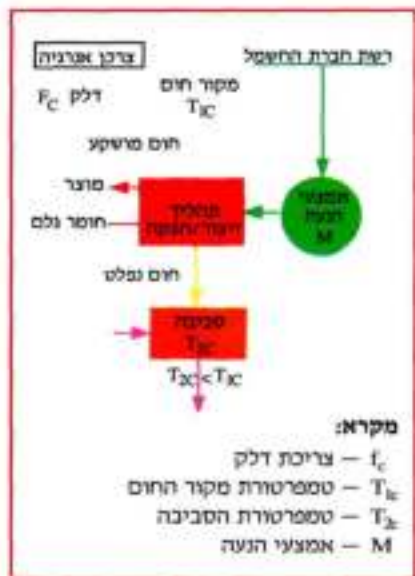 רשת חברת החשמל
צרכן אנרגיה
מקור חום
T1C
דלק FC
חום מושקע
מוצר
תהליך
חומר גלם
אמצעי
הנעה
M
חום נפלט
סביבה
T2C
T2C<T1C
מקרא:
fc – צריכת דלק
T1c – טמפרטורת מקור החום
T2c – טמפרטורת הסביבה
M – אמצעי הנעה